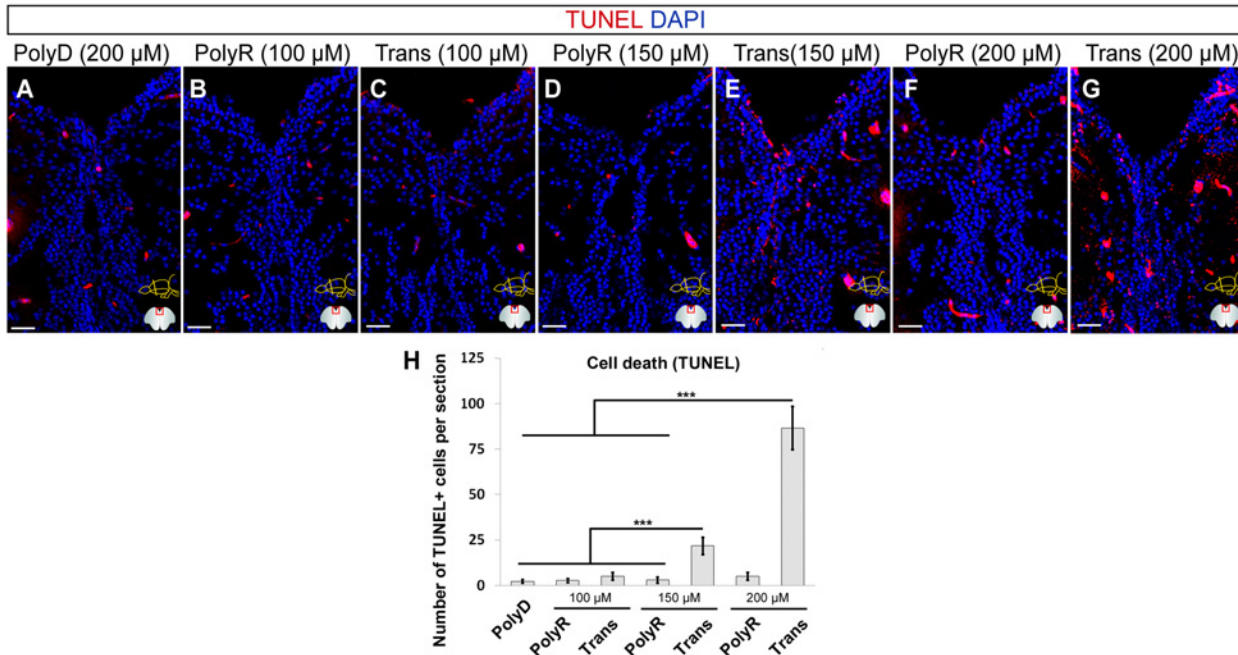 TUNEL DAPI
PolyD (200 µM) PolyR (100 µM) Trans (100 µM) PolyR (150 µM) Trans(150 µM) PolyR (200 µM) Trans (200 µM)
A B C D E F G
H
Cell death (TUNEL)
Number of TUNEL+ cells per section
125
100
75
50
25
0
***
***
100 µM 150 µM 200 µM
PolyD PolyR Trans PolyR Trans PolyR Trans